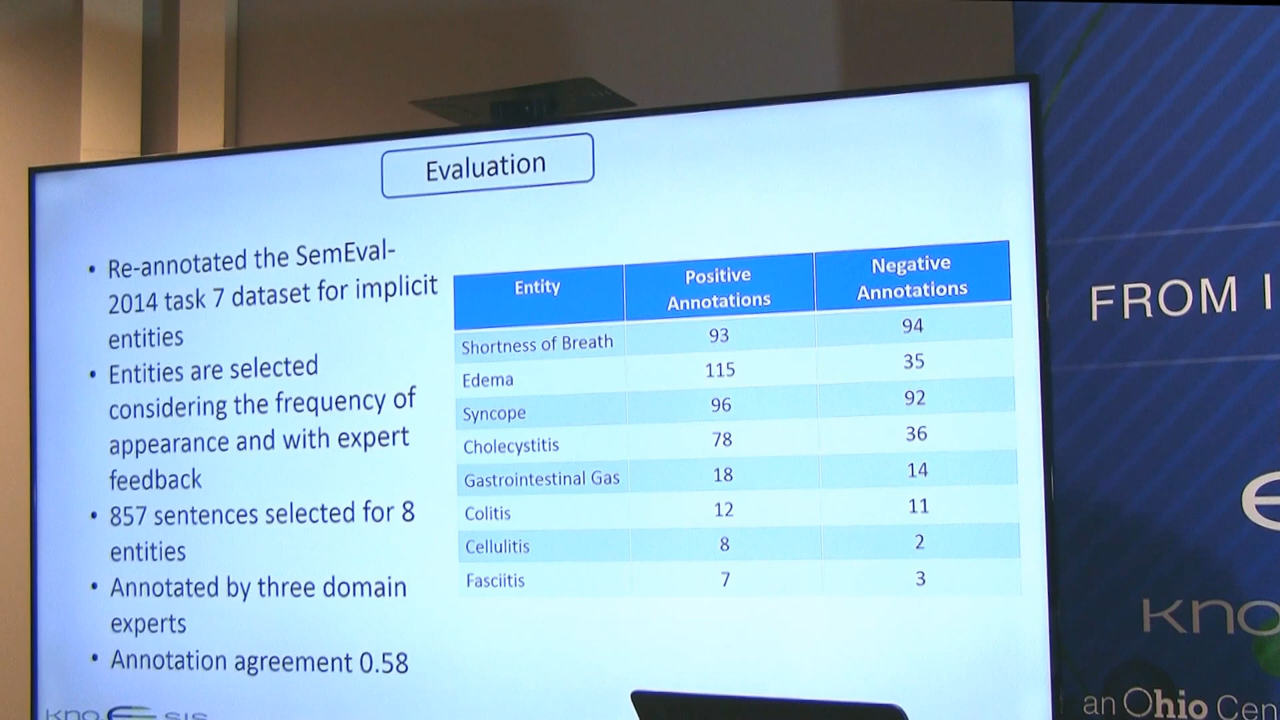 Evaluation
• Re-annotated the SemEval-
2014 task 7 dataset for implicit
entities
• Entities are selected
considering the frequency of
appearance and with expert
feedback
• 857 sentences selected for 8
entities
• Annotated by three domain
experts
• Annotation agreement 0.58
Entity Positive Annotations Negative Annotations
Shortness of Breath 93 94
Edema 115 35
Syncope 96 92
Cholecystitis 78 36
Gastrointestinal Gas 18 14
Colitis 12 11
Cellulitis 8 2
Fasciitis 7 3
FROM
an Ohio